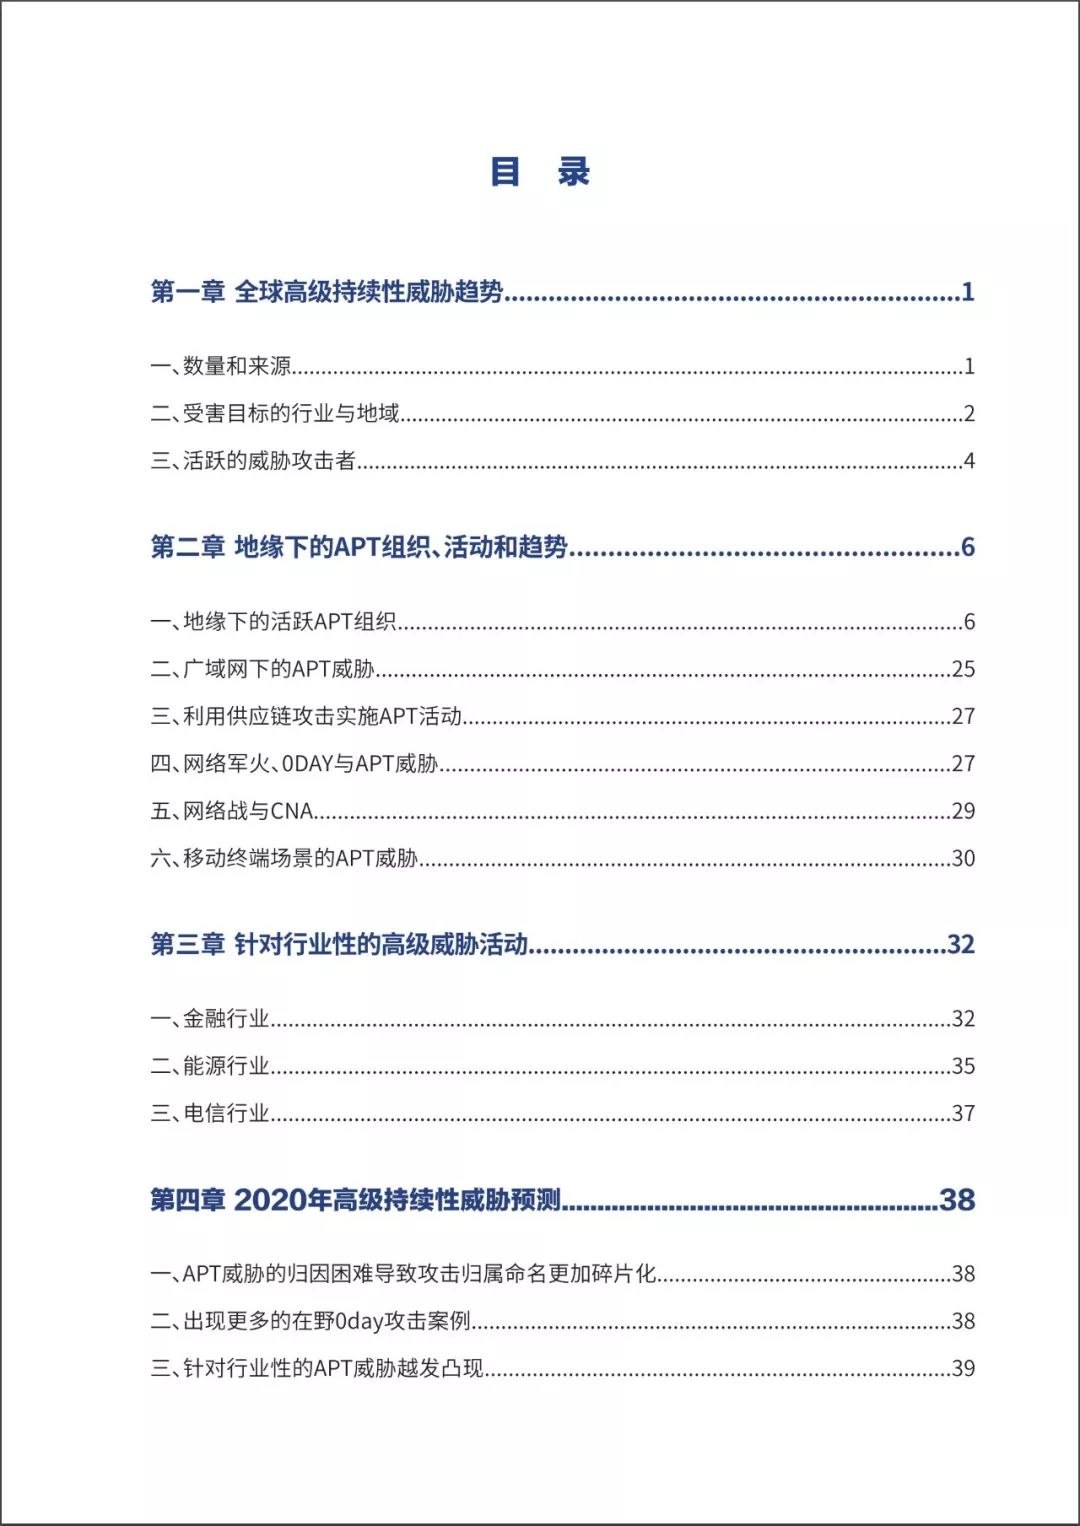 目 录
第一章 全球高级持续性威胁趋势........................................................1
一、数量和来源........................................................1
二、受害目标的行业与地域........................................................2
三、活跃的威胁攻击者........................................................4
第二章 地缘下的APT组织、活动和趋势........................................................6
一、地缘下的活跃APT组织........................................................6
二、广域网下的APT威胁........................................................25
三、利用供应链攻击实施APT活动........................................................27
四、网络军火、0DAY与APT威胁........................................................27
五、网络战与CNA........................................................29
六、移动终端场景的APT威胁........................................................30
第三章 针对行业性的高级威胁活动........................................................32
一、金融行业........................................................32
二、能源行业........................................................35
三、电信行业........................................................37
第四章 2020年高级持续性威胁预测........................................................38
一、APT威胁的归因困难导致攻击归属命名更加碎片化........................................................38
二、出现更多的在野0day攻击案例........................................................38
三、针对行业性的APT威胁越发凸现........................................................39